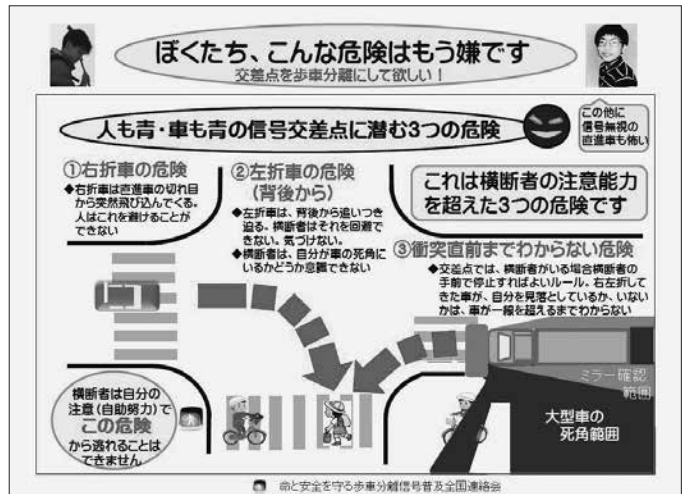 ぼくたち、こんな危険はもう嫌です
交差点を歩車分離にして欲しい！
人も青・車も青の信号交差点に潜む3つの危険
この他に
信号無視の
直進車も怖い
①右折車の危険
◆右折車は直進車の切れ目
から突然飛び込んでくる。
人はこれを避けることが
できない
②左折車の危険
（背後から）
◆左折車は、背後から追いつき
迫る。横断者はそれを回避で
きない。気づけない。
◆横断者は、自分が車の死角に
いるかどうか意識できない
これは横断者の注意能力
を超えた3つの危険です
③衝突直前までわからない危険
◆交差点では、横断者がいる場合横断者の
手前で停止すればよいルール。右左折して
きた車が、自分を見落としているか、いない
かは、車が一線を超えるまでわからない
横断者は自分の
注意（自助努力）で
この危険
から逃れることは
できません
ミラー確認
範囲
大型車の
死角範囲
命と安全を守る歩車分離信号普及全国連絡会